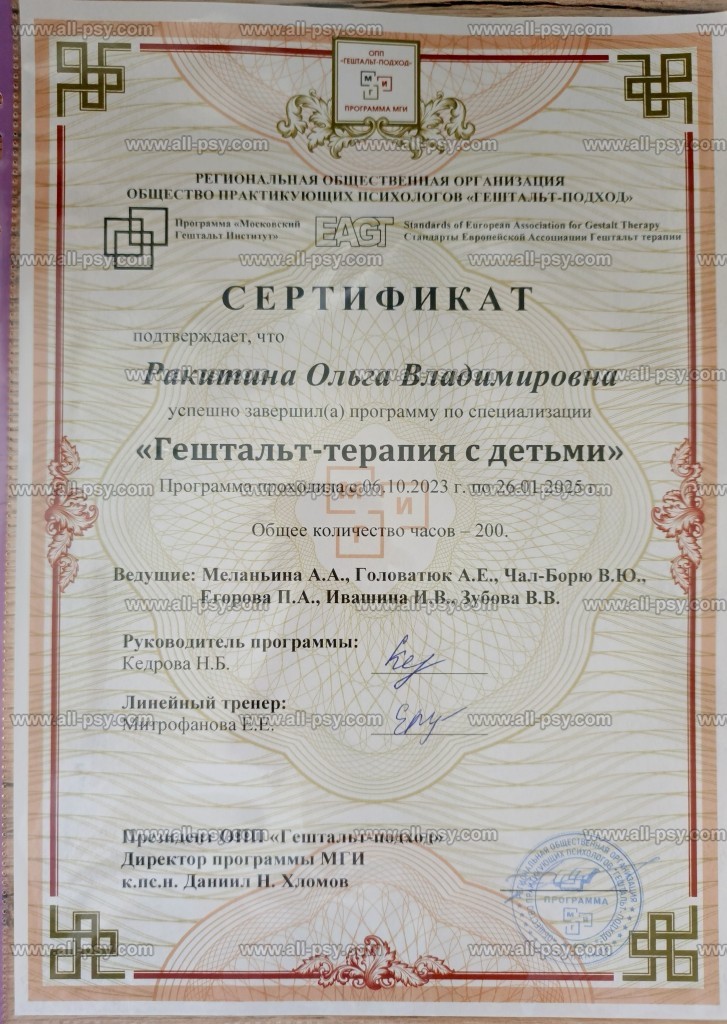 ОПП
«ГЕШТАЛЬТ-ПОДХОД»
М И
Г
ПРОГРАММА МГИ
РЕГИОНАЛЬНАЯ ОБЩЕСТВЕННАЯ ОРГАНИЗАЦИЯ
ОБЩЕСТВО ПРАКТИКУЮЩИХ ПСИХОЛОГОВ «ГЕШТАЛЬТ-ПОДХОД»
Программа «Московский
Гештальт Институт»
EAGT
Standards of European Association for Gestalt Therapy
Стандарты Европейской Ассоциации Гештальт терапии
СЕРТИФИКАТ
подтверждает, что
Ракитина Ольга Владимировна
успешно завершил(а) программу по специализации
«Гештальт-терапия с детьми»
Программа проходила с 06.10.2023 г. по 26.01.2025 г.
М И
Г
Общее количество часов – 200.
Ведущие: Меланьина А.А., Головатюк А.Е., Чал-Борю В.Ю.,
Егорова П.А., Ивашина И.В., Зубова В.В.
Руководитель программы:
Кедрова Н.Б.
Линейный тренер:
Митрофанова Е.Е.
Президент ОПП «Гештальт-подход»
Директор программы МГИ
к.пс.н. Даниил Н. Хломов
ПРОГРАММА
www.all-psy.com